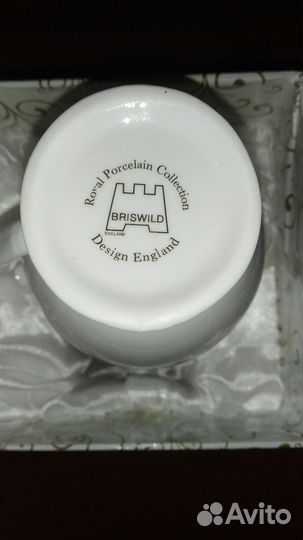 Royal Porcelain Collection
BRISWILD
ENGLAND
Design England
Avito